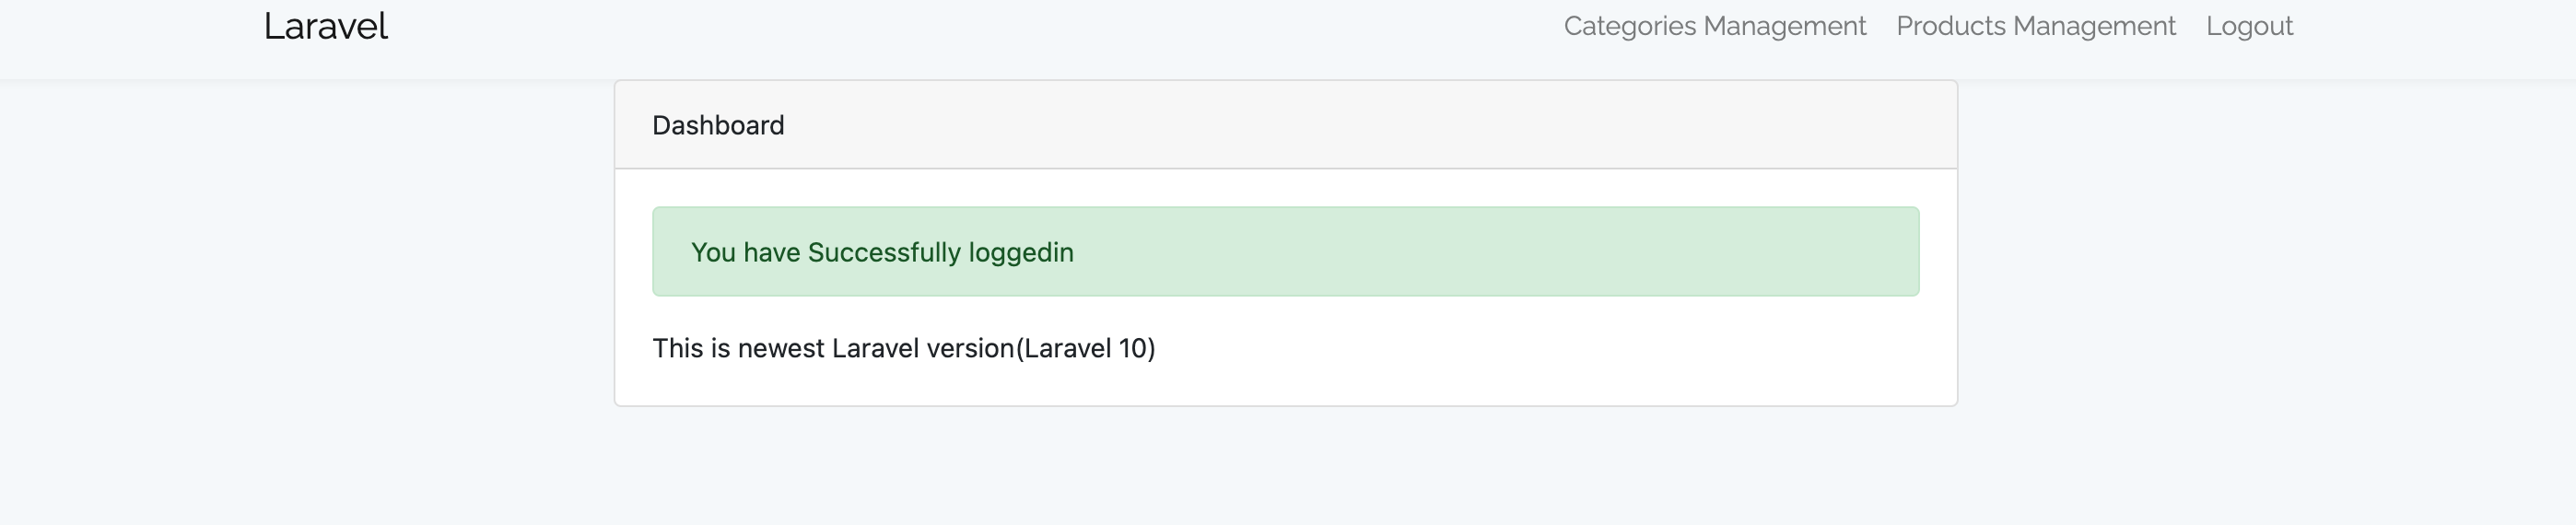 Laravel
Categories Management Products Management Logout
Dashboard
You have Successfully loggedin
This is newest Laravel version(Laravel 10)